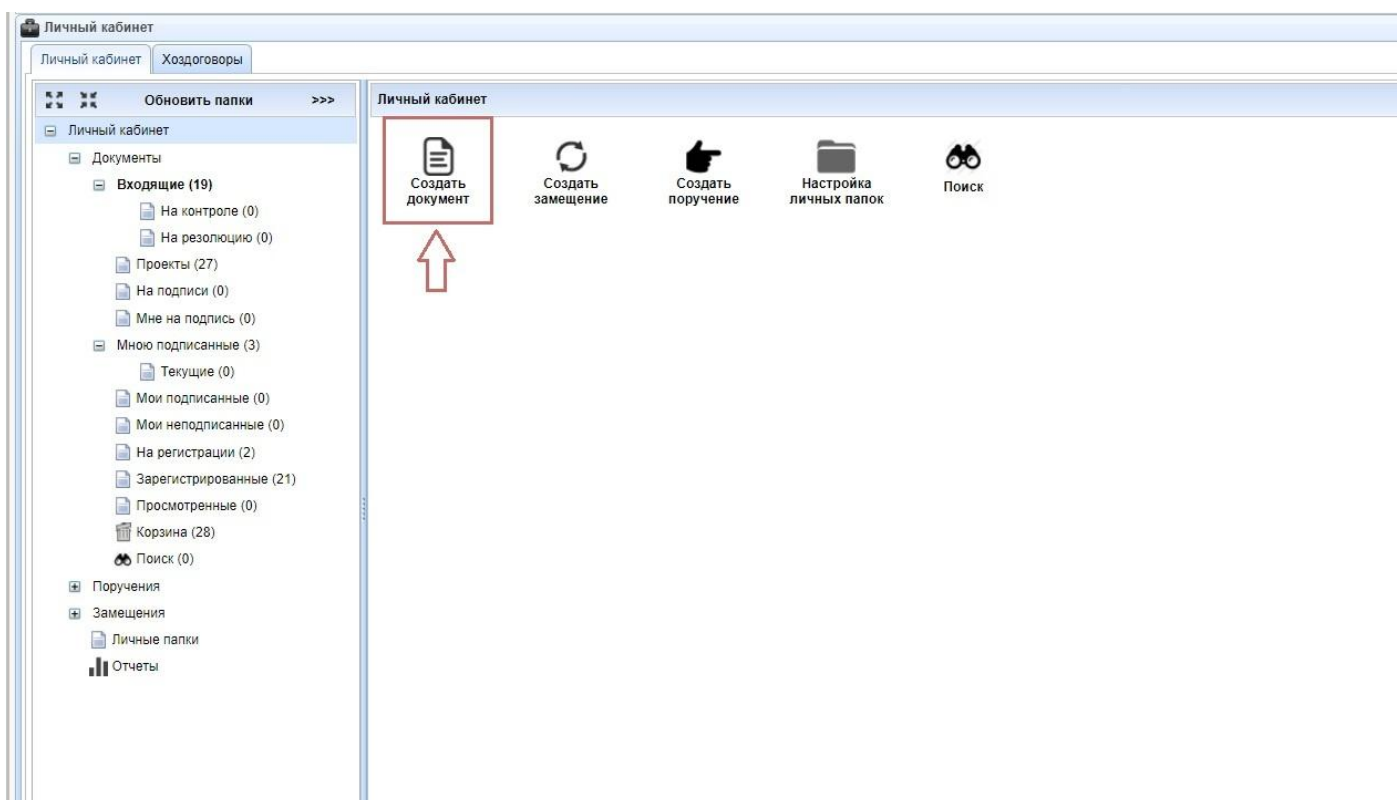 Личный кабинет
Личный кабинет
Хоздоговоры
Обновить папки >>>
Личный кабинет
Документы
Входящие (19)
На контроле (0)
На резолюцию (0)
Проекты (27)
На подписи (0)
Мне на подпись (0)
Мною подписанные (3)
Текущие (0)
Мои подписанные (0)
Мои неподписанные (0)
На регистрации (2)
Зарегистрированные (21)
Просмотренные (0)
Корзина (28)
Поиск (0)
Поручения
Замещения
Личные папки
Отчеты
Личный кабинет
Создать
документ
Создать
замещение
Создать
поручение
Настройка
личных папок
Поиск